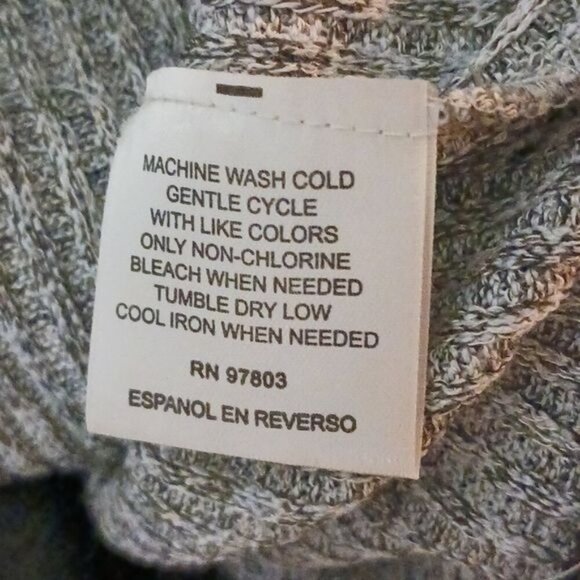 MACHINE WASH COLD
GENTLE CYCLE
WITH LIKE COLORS
ONLY NON-CHLORINE
BLEACH WHEN NEEDED
TUMBLE DRY LOW
COOL IRON WHEN NEEDED
RN 97803
ESPANOL EN REVERSO